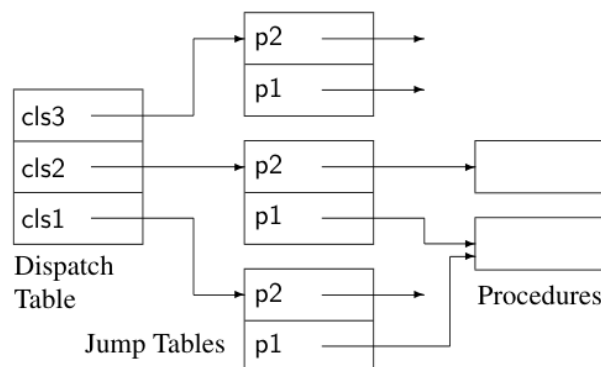 p2
p1
cls3
cls2
cls1
p2
p1
Dispatch
Table
p2
p1
Jump Tables
Procedures